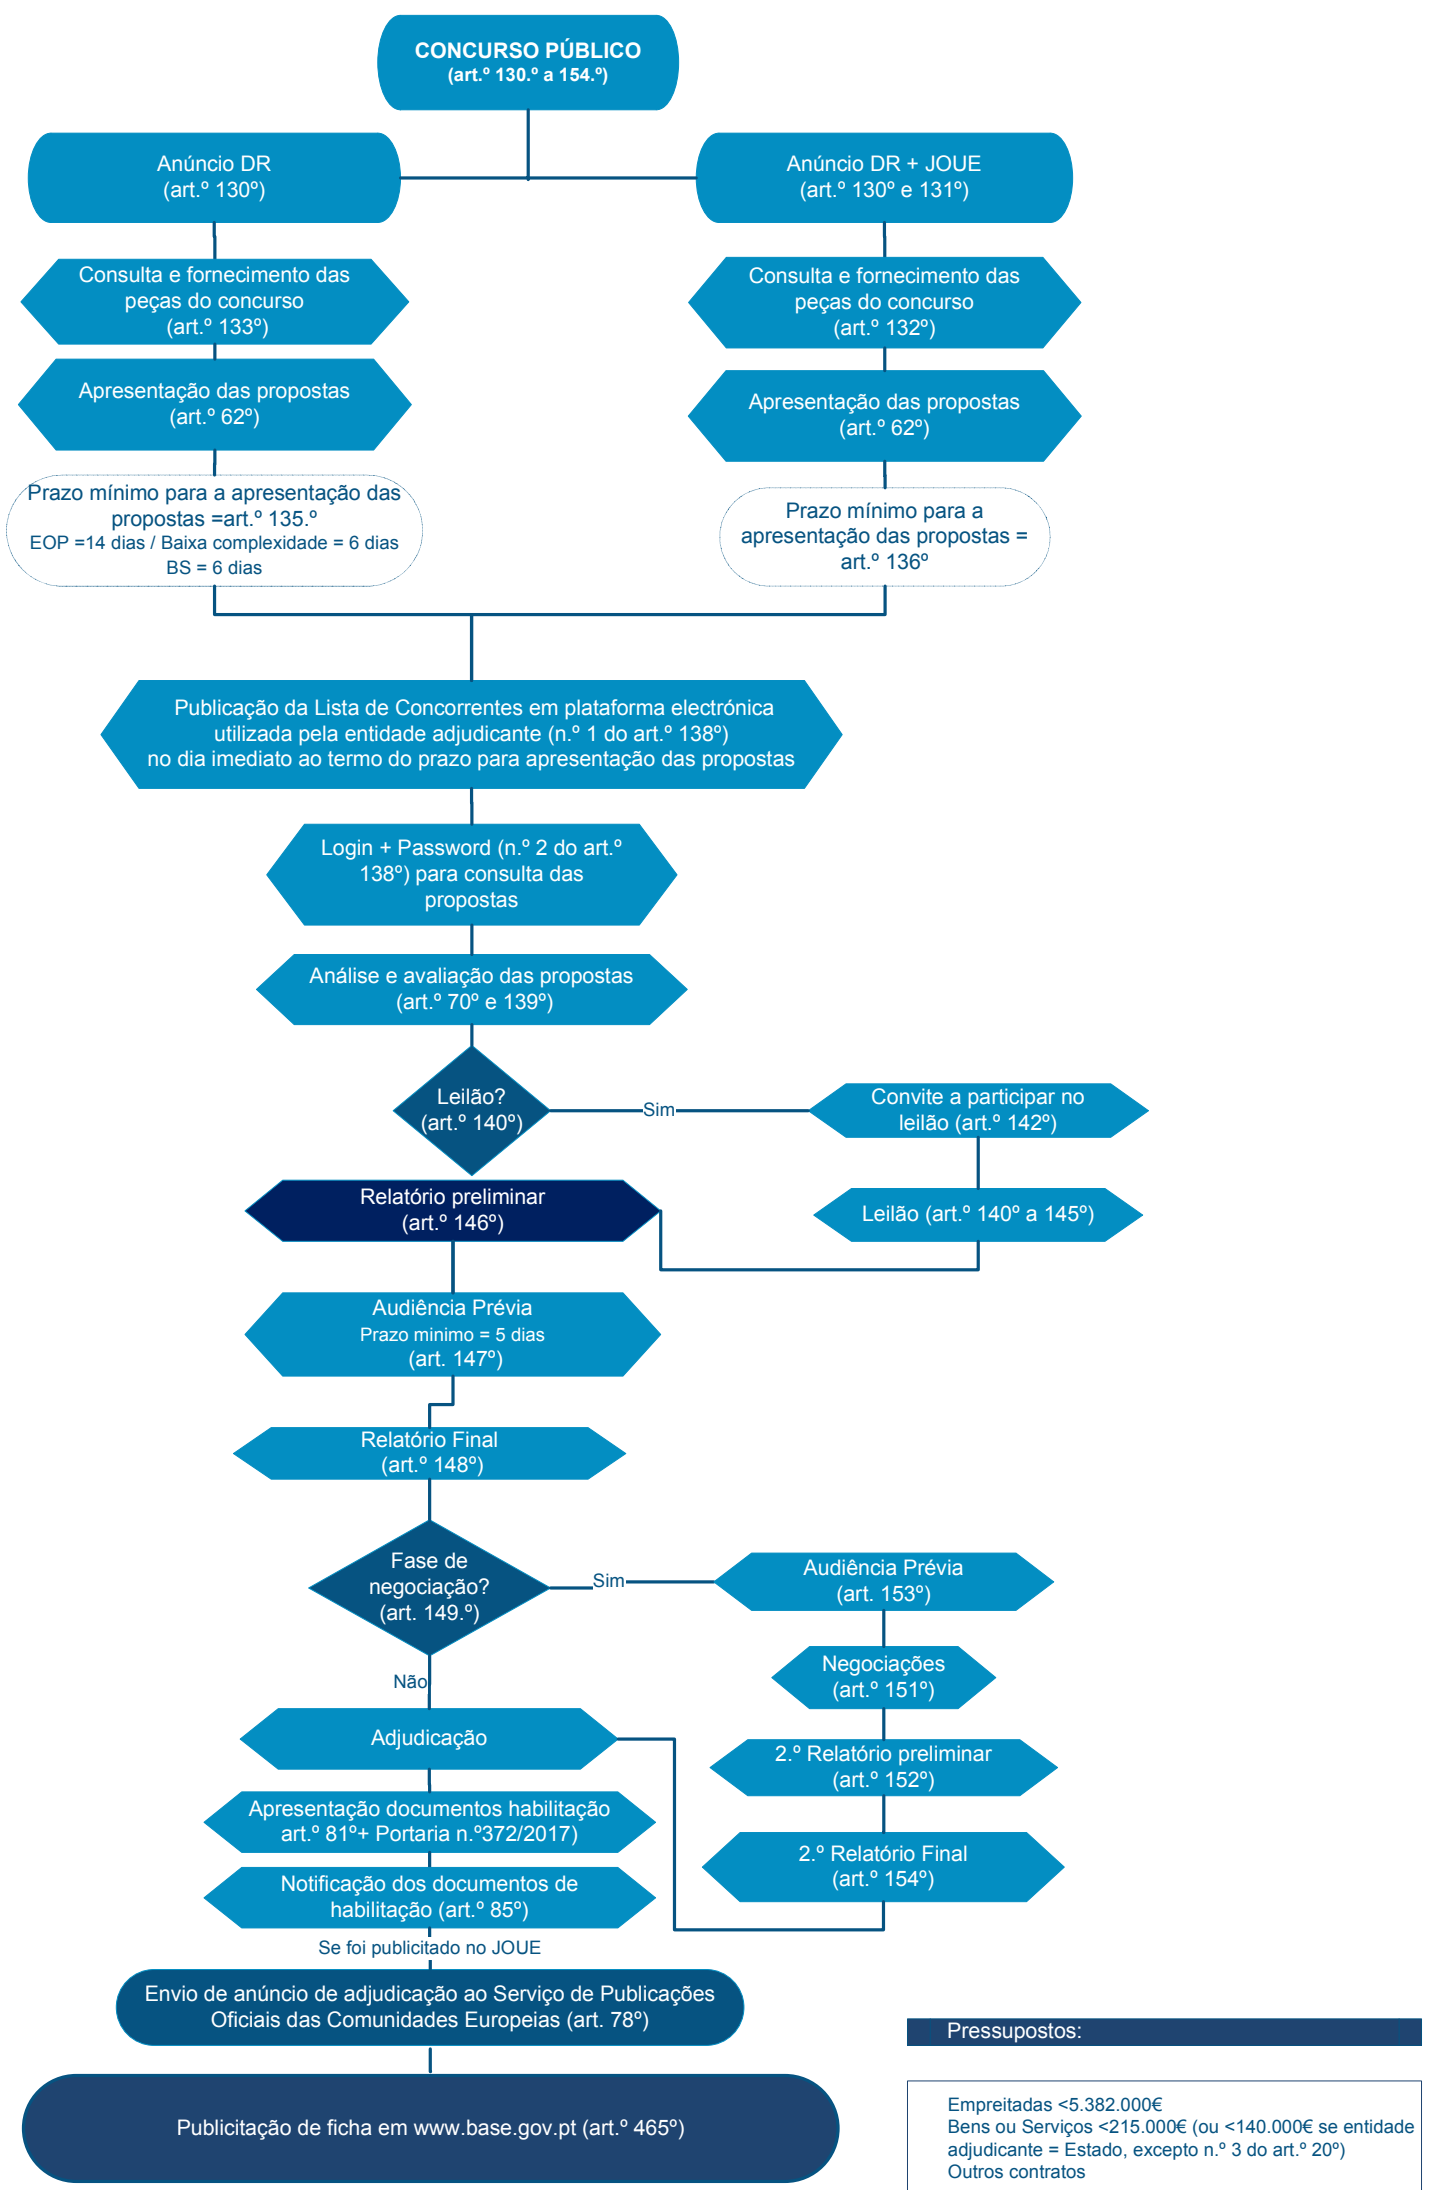 CONCURSO PÚBLICO
(art.º 130.º a 154.º)
Anúncio DR
(art.º 130º)
Anúncio DR + JOUE
(art.º 130º e 131º)
Consulta e fornecimento das
peças do concurso
(art.º 133º)
Consulta e fornecimento das
peças do concurso
(art.º 132º)
Apresentação das propostas
(art.º 62º)
Apresentação das propostas
(art.º 62º)
Prazo mínimo para a apresentação das
propostas =art.º 135.º
EOP =14 dias / Baixa complexidade = 6 dias
BS = 6 dias
Prazo mínimo para a
apresentação das propostas =
art.º 136º
Publicação da Lista de Concorrentes em plataforma electrónica
utilizada pela entidade adjudicante (n.º 1 do art.º 138º)
no dia imediato ao termo do prazo para apresentação das propostas
Login + Password (n.º 2 do art.º
138º) para consulta das
propostas
Análise e avaliação das propostas
(art.º 70º e 139º)
Leilão?
(art.º 140º)
Sim
Convite a participar no
leilão (art.º 142º)
Leilão (art.º 140º a 145º)
Relatório preliminar
(art.º 146º)
Audiência Prévia
Prazo minimo = 5 dias
(art. 147º)
Relatório Final
(art.º 148º)
Fase de
negociação?
(art. 149.º)
Sim
Audiência Prévia
(art. 153º)
Negociações
(art.º 151º)
2.º Relatório preliminar
(art.º 152º)
2.º Relatório Final
(art.º 154º)
Não
Adjudicação
Apresentação documentos habilitação
art.º 81º+ Portaria n.º372/2017)
Notificação dos documentos de
habilitação (art.º 85º)
Se foi publicitado no JOUE
Envio de anúncio de adjudicação ao Serviço de Publicações
Oficiais das Comunidades Europeias (art. 78º)
Publicitação de ficha em www.base.gov.pt (art.º 465º)
Pressupostos:
Empreitadas <5.382.000€
Bens ou Serviços <215.000€ (ou <140.000€ se entidade
adjudicante = Estado, excepto n.º 3 do art.º 20º)
Outros contratos